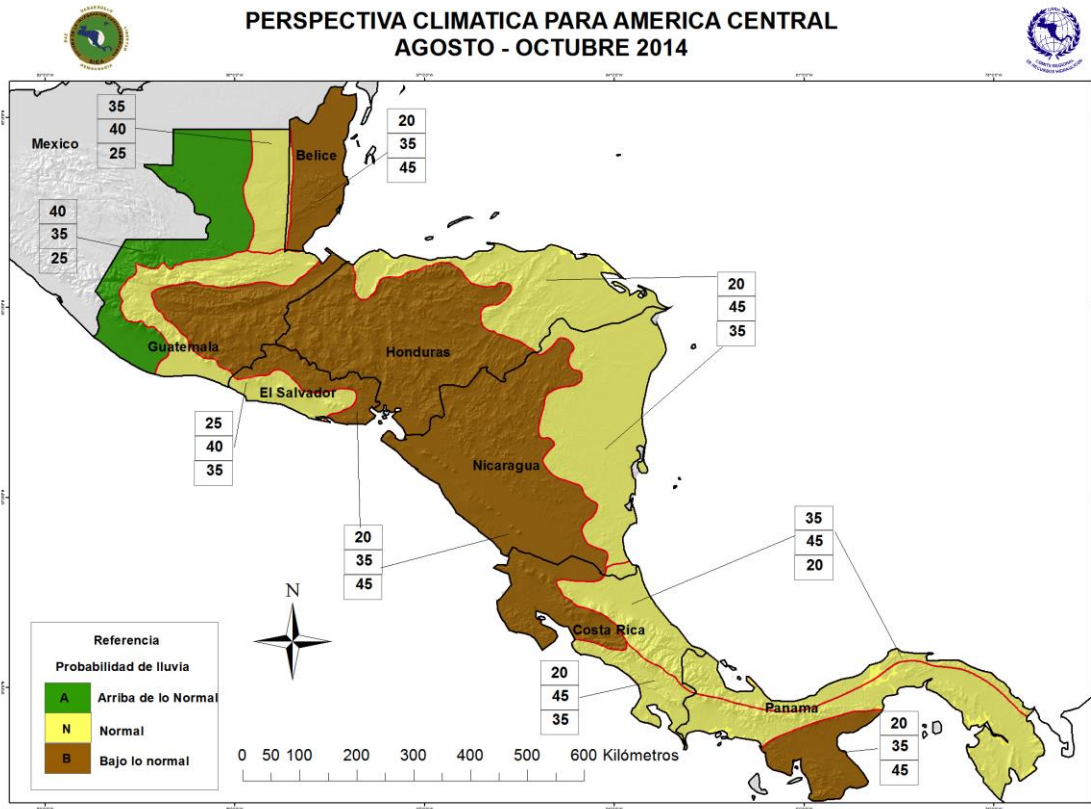 PERSPECTIVA CLIMATICA PARA AMERICA CENTRAL
AGOSTO - OCTUBRE 2014
Mexico
35
40
25
Belice
20
35
45
40
35
25
20
45
35
Guatemala
Honduras
El Salvador
25
40
35
Nicaragua
20
35
45
35
45
20
N
Costa Rica
20
45
35
Panama
20
35
45
Referencia
Probabilidad de lluvia
A Arriba de lo Normal
N Normal
B Bajo lo normal
0 50 100 200 300 400 500 600 Kilómetros